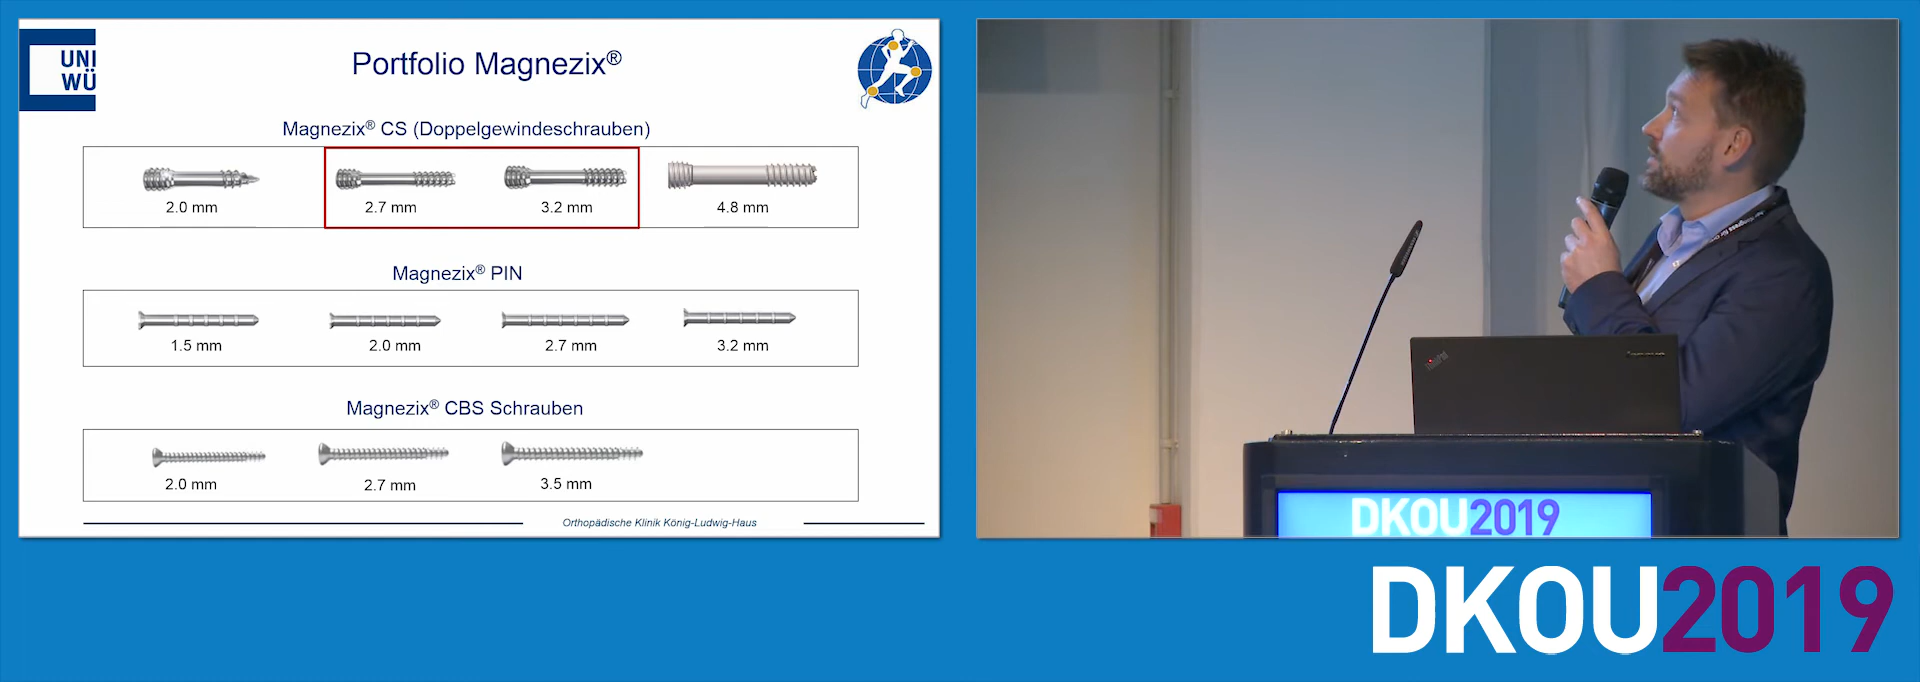 UNI
WÜ
Portfolio Magnezix®
Magnezix® CS (Doppelgewindeschrauben)
2.0 mm
2.7 mm
3.2 mm
4.8 mm
Magnezix® PIN
1.5 mm
2.0 mm
2.7 mm
3.2 mm
Magnezix® CBS Schrauben
2.0 mm
2.7 mm
3.5 mm
Orthopädische Klinik König-Ludwig-Haus
ThinkPad
DKOU2019
DKOU2019